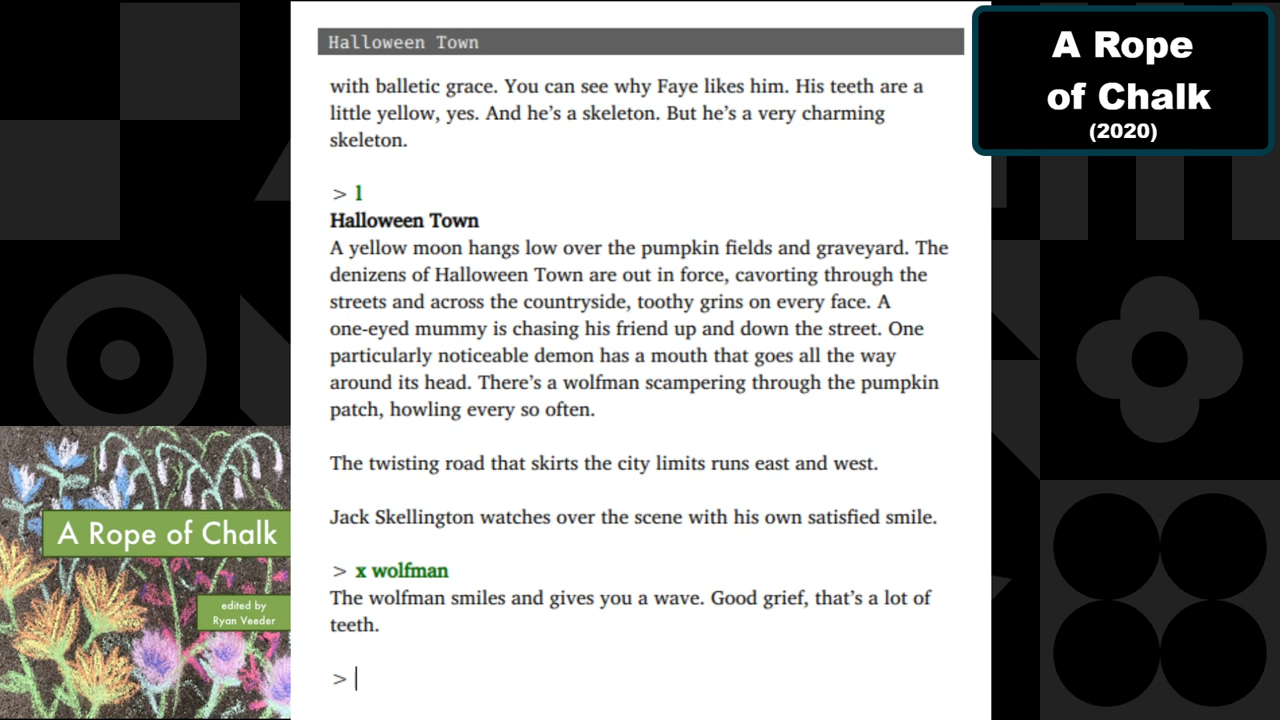 Halloween Town
with balletic grace. You can see why Faye likes him. His teeth are a
little yellow, yes. And he's a skeleton. But he's a very charming
skeleton.
> l
Halloween Town
A yellow moon hangs low over the pumpkin fields and graveyard. The
denizens of Halloween Town are out in force, cavorting through the
streets and across the countryside, toothy grins on every face. A
one-eyed mummy is chasing his friend up and down the street. One
particularly noticeable demon has a mouth that goes all the way
around its head. There's a wolfman scampering through the pumpkin
patch, howling every so often.
The twisting road that skirts the city limits runs east and west.
Jack Skellington watches over the scene with his own satisfied smile.
> x wolfman
The wolfman smiles and gives you a wave. Good grief, that's a lot of
teeth.
>
A Rope
of Chalk
(2020)
A Rope of Chalk
edited by
Ryan Veeder